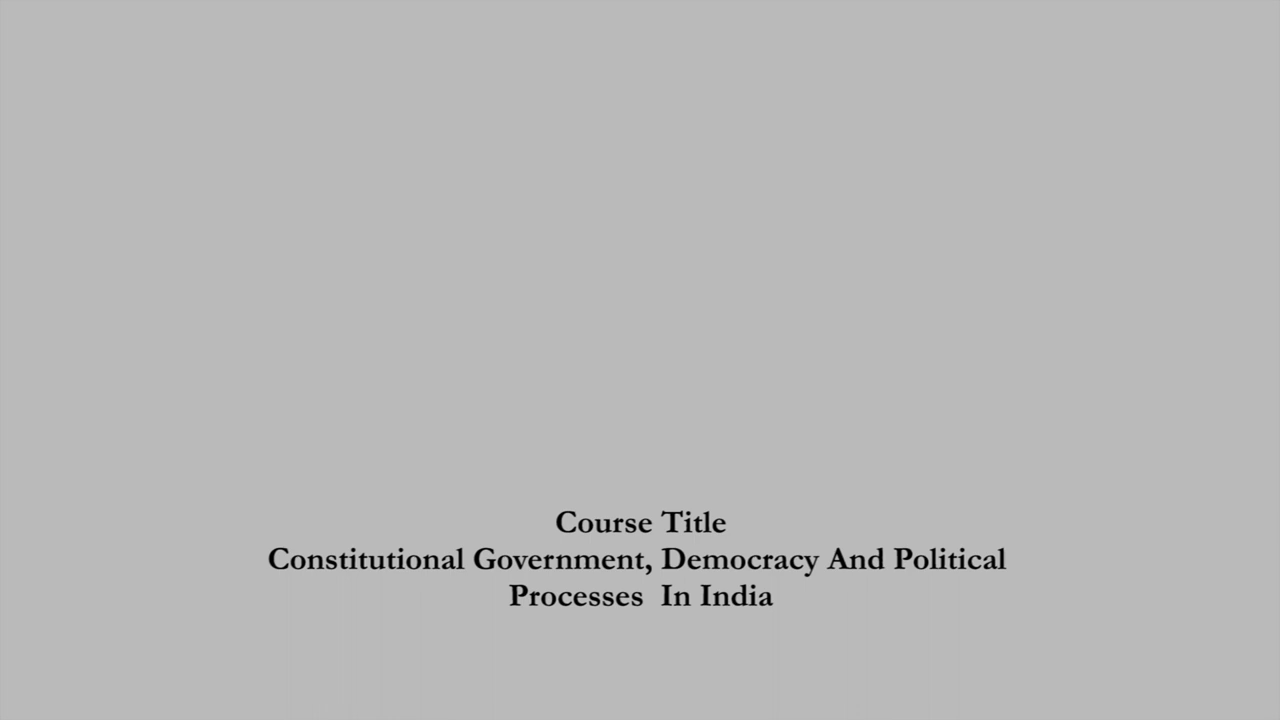 Course Title
Constitutional Government, Democracy And Political
Processes  In India